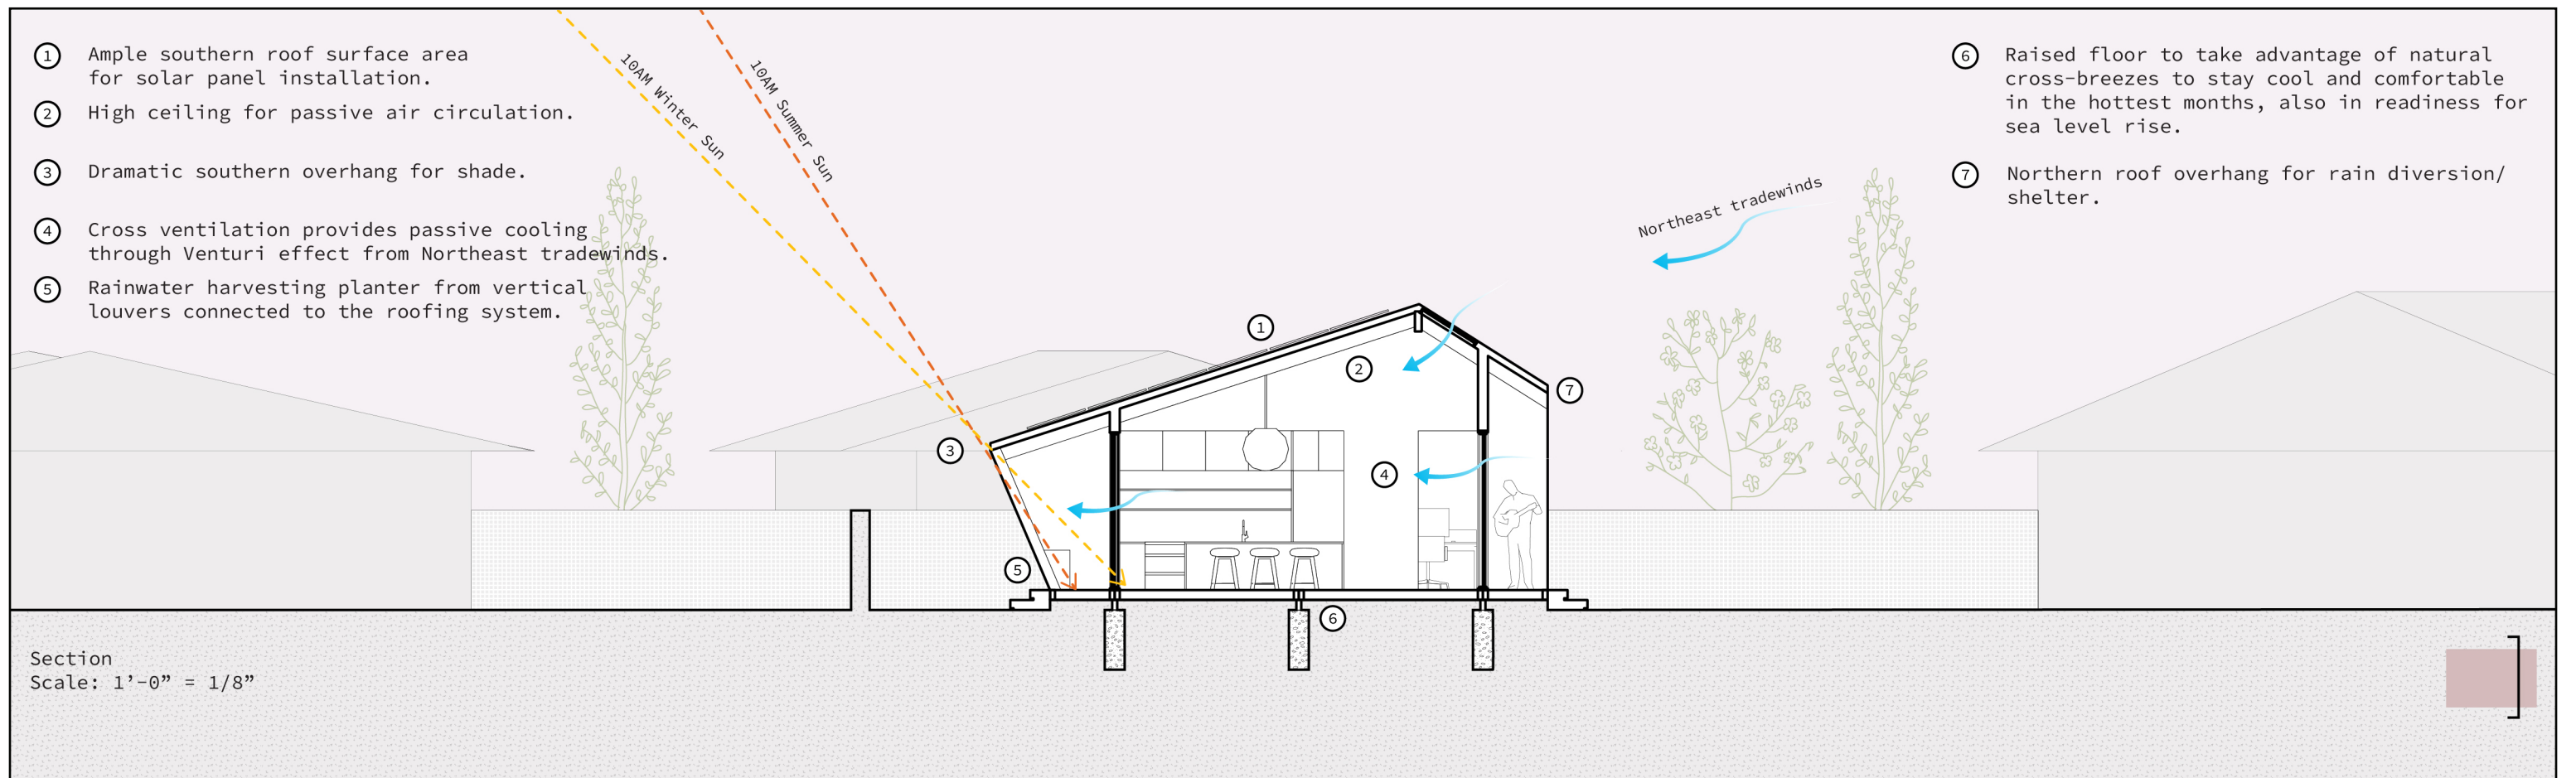 1 Ample southern roof surface area
for solar panel installation.
2 High ceiling for passive air circulation.
3 Dramatic southern overhang for shade.
4 Cross ventilation provides passive cooling
through Venturi effect from Northeast tradewinds.
5 Rainwater harvesting planter from vertical
louvers connected to the roofing system.
10AM Winter Sun
10AM Summer Sun
Northeast tradewinds
6 Raised floor to take advantage of natural
cross-breezes to stay cool and comfortable
in the hottest months, also in readiness for
sea level rise.
7 Northern roof overhang for rain diversion/
shelter.
1
2
7
3
4
5
6
Section
Scale: 1’-0” = 1/8”